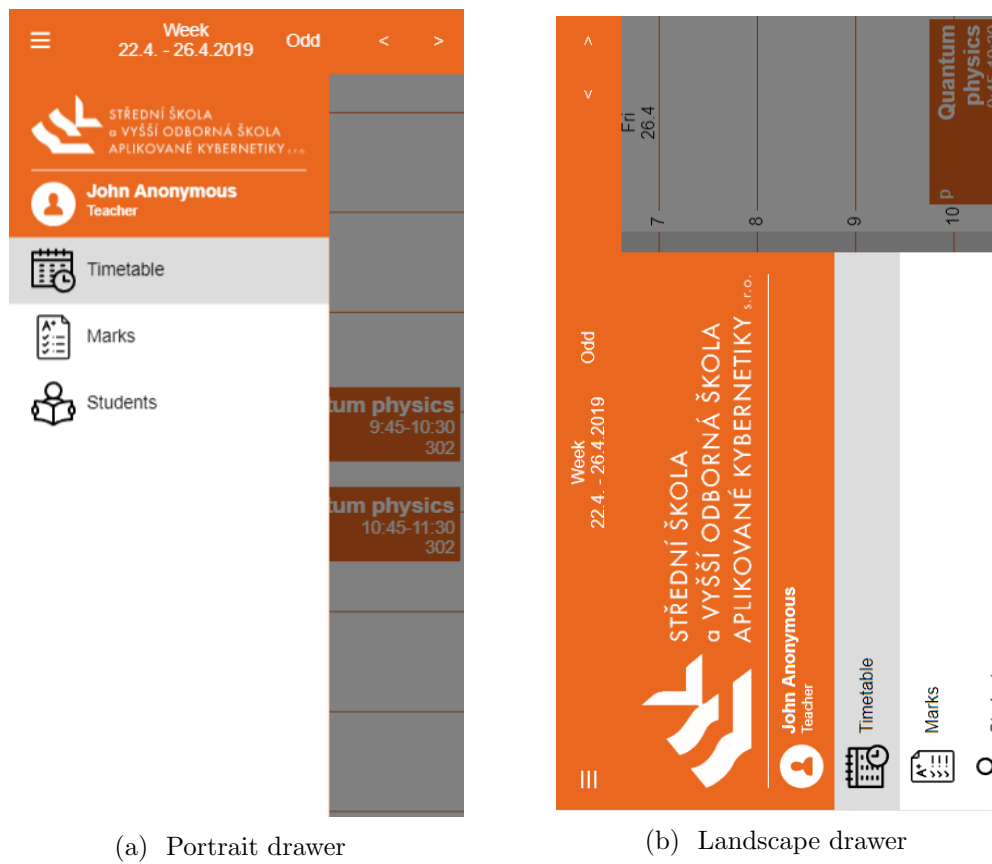 Week
22.4. - 26.4.2019
Odd
<
>
STŘEDNÍ ŠKOLA
a VYŠŠÍ ODBORNÁ ŠKOLA
APLIKOVANÉ KYBERNETIKY s.r.o.
John Anonymous
Teacher
Timetable
Marks
Students
tum physics
9:45-10:30
302
tum physics
10:45-11:30
302
(a) Portrait drawer
Week
22.4. - 26.4.2019
Odd
<
>
STŘEDNÍ ŠKOLA
a VYŠŠÍ ODBORNÁ ŠKOLA
APLIKOVANÉ KYBERNETIKY s.r.o.
John Anonymous
Teacher
Timetable
Marks
Fri
26.4
7
8
9
10
p
Quantum
physics
(b) Landscape drawer